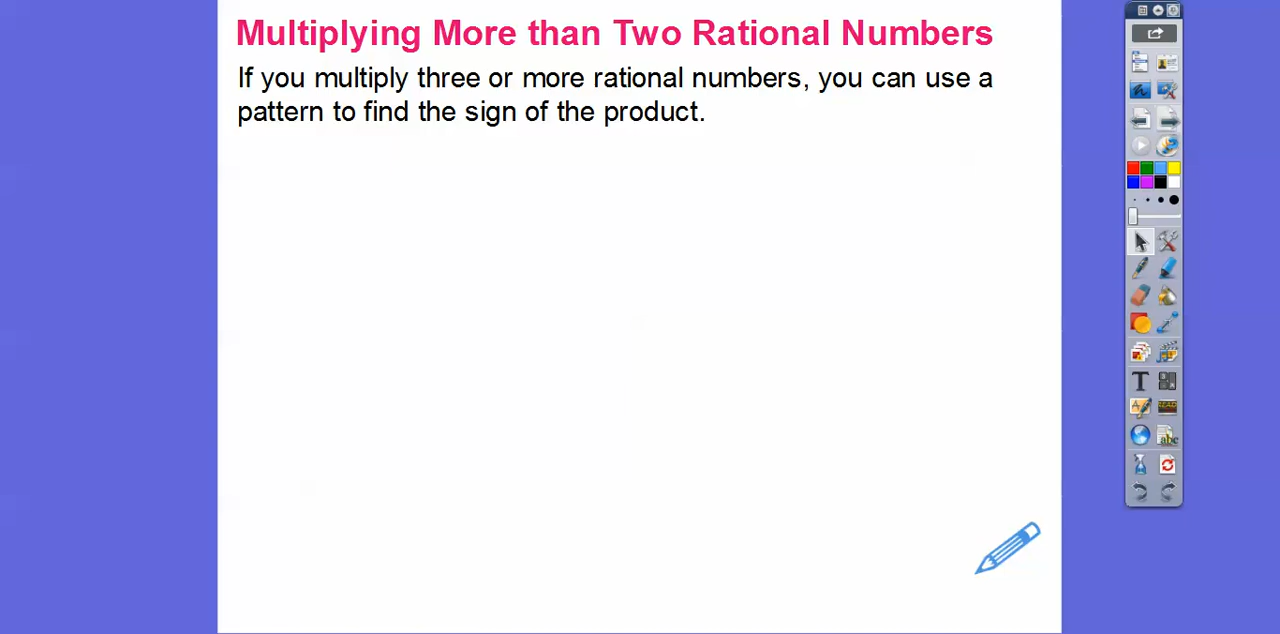 Multiplying More than Two Rational Numbers
If you multiply three or more rational numbers, you can use a
pattern to find the sign of the product.